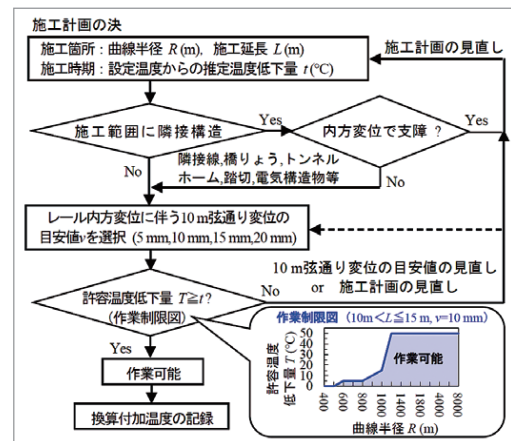 施工計画の決
施工箇所：曲線半径 R (m)，施工延長 L (m)
施工時期：設定温度からの推定温度低下量 t (℃)
施工計画の見直し
施工範囲に隣接構造
Yes
内方変位で支障 ?
Yes
No
隣接線,橋りょう,トンネル
ホーム,踏切,電気構造物等
No
レール内方変位に伴う10 m弦通り変位の
目安値vを選択 (5 mm,10 mm,15 mm,20 mm)
10 m弦通り変位の目安値の見直し
or 施工計画の見直し
許容温度低下量 T≧t?
(作業制限図)
No
Yes
作業可能
換算付加温度の記録
作業制限図 (10m＜L≦15 m, v=10 mm)
許容温度
低下量 T (℃)
50
40
30
20
10
0
作業可能
400
600
800
1000
2000
4000
8000
曲線半径 R (m)